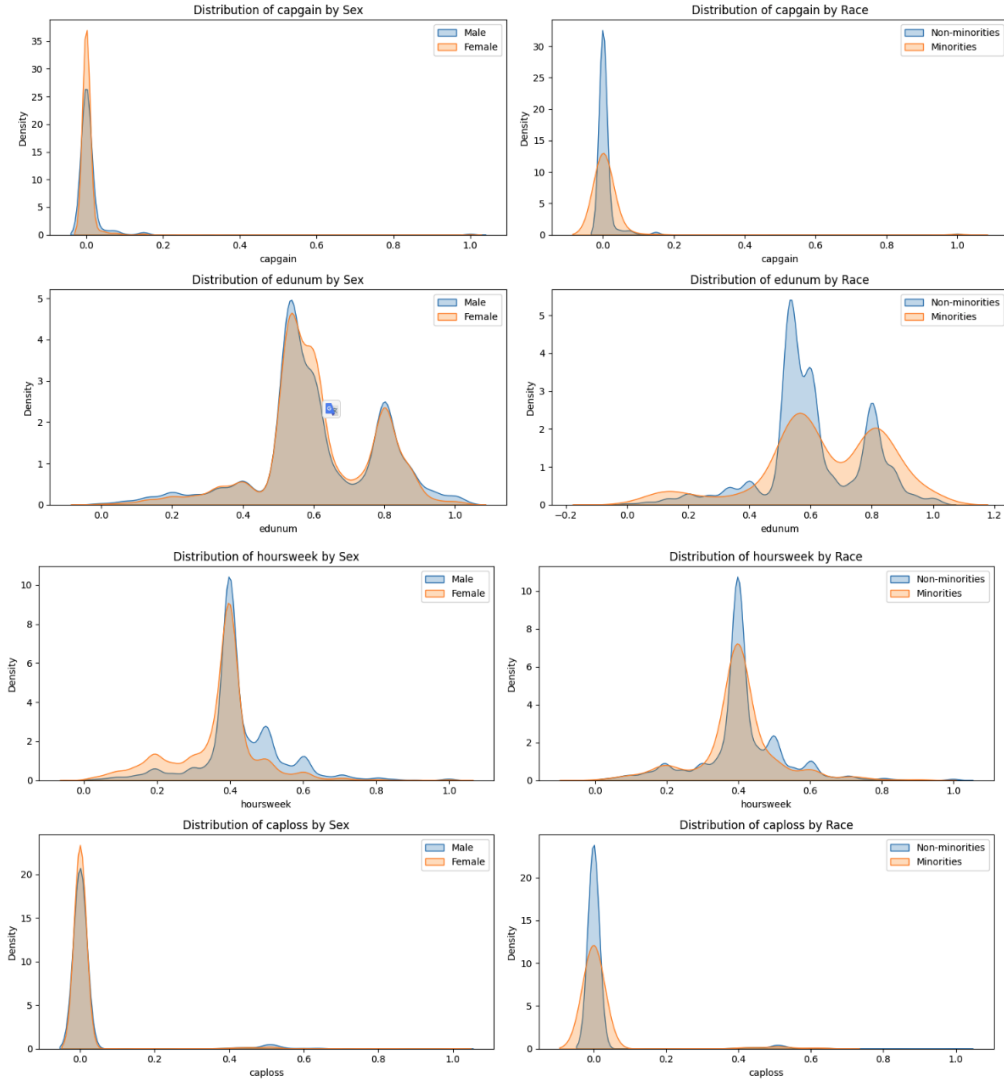 Distribution of capgain by Sex
Male
Female
35
30
25
20
15
10
5
0
Density
0.0 0.2 0.4 0.6 0.8 1.0
capgain
Distribution of capgain by Race
Non-minorities
Minorities
30
25
20
15
10
5
0
Density
0.0 0.2 0.4 0.6 0.8 1.0
capgain
Distribution of edunum by Sex
Male
Female
5
4
3
2
1
0
Density
0.0 0.2 0.4 0.6 0.8 1.0
edunum
Distribution of edunum by Race
Non-minorities
Minorities
5
4
3
2
1
0
Density
-0.2 0.0 0.2 0.4 0.6 0.8 1.0 1.2
edunum
Distribution of hoursweek by Sex
Male
Female
10
8
6
4
2
0
Density
0.0 0.2 0.4 0.6 0.8 1.0
hoursweek
Distribution of hoursweek by Race
Non-minorities
Minorities
10
8
6
4
2
0
Density
0.0 0.2 0.4 0.6 0.8 1.0
hoursweek
Distribution of caploss by Sex
Male
Female
20
15
10
5
0
Density
0.0 0.2 0.4 0.6 0.8 1.0
caploss
Distribution of caploss by Race
Non-minorities
Minorities
20
15
10
5
0
Density
0.0 0.2 0.4 0.6 0.8 1.0
caploss